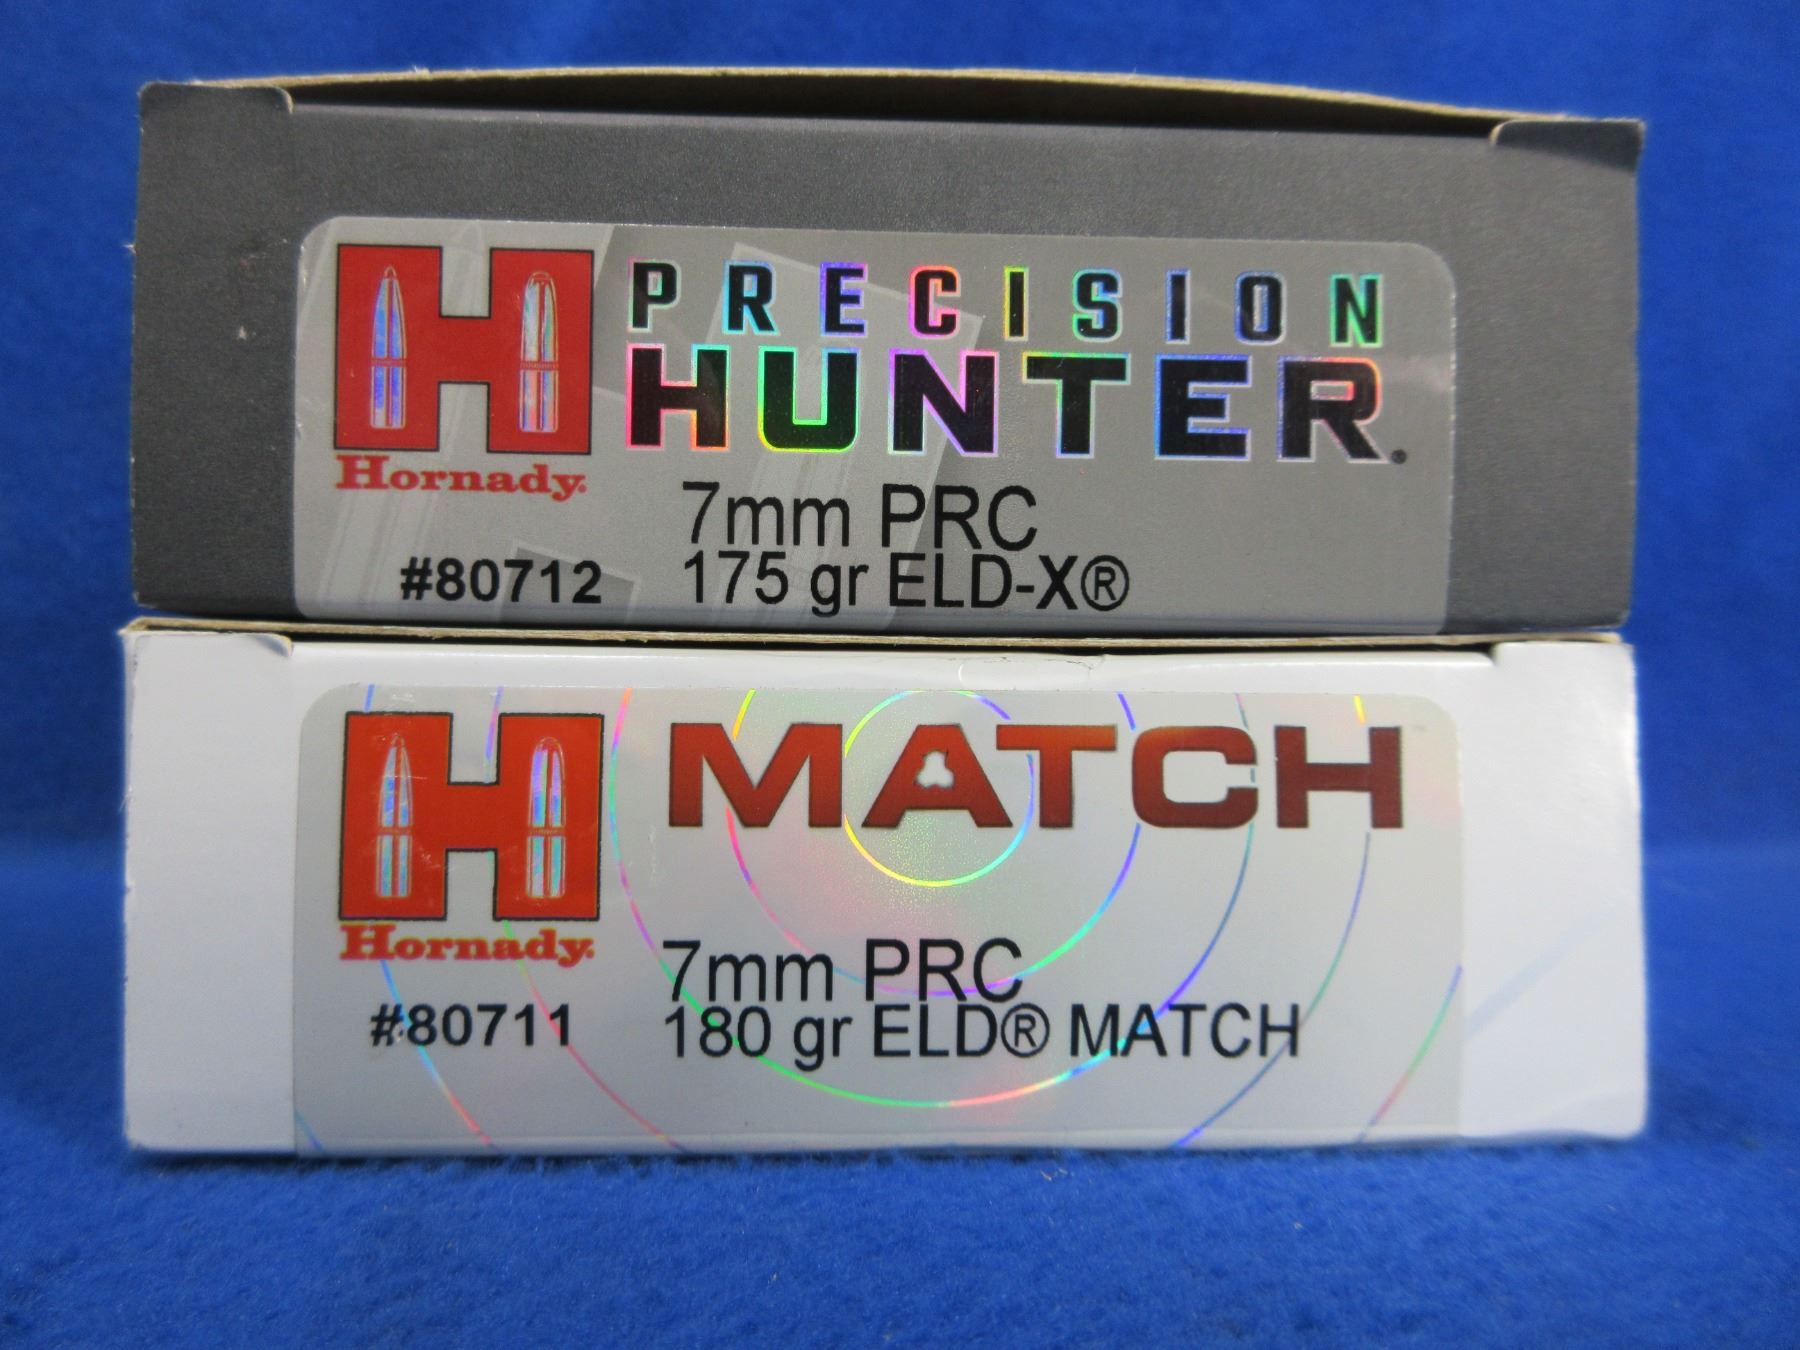 PRECISION
HUNTER.
Hornady.
7mm PRC
#80712 175 gr ELD-X®
MATCH
Hornady.
7mm PRC
#80711 180 gr ELD® MATCH